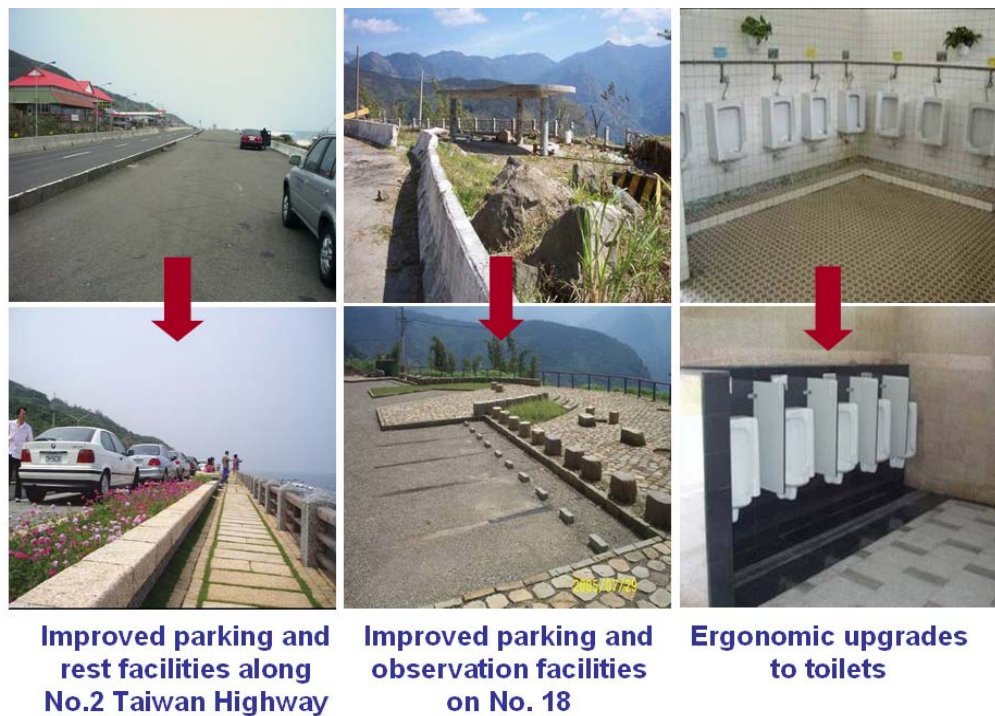 2005/07/29
Improved parking and
rest facilities along
No.2 Taiwan Highway
Improved parking and
observation facilities
on No. 18
Ergonomic upgrades
to toilets